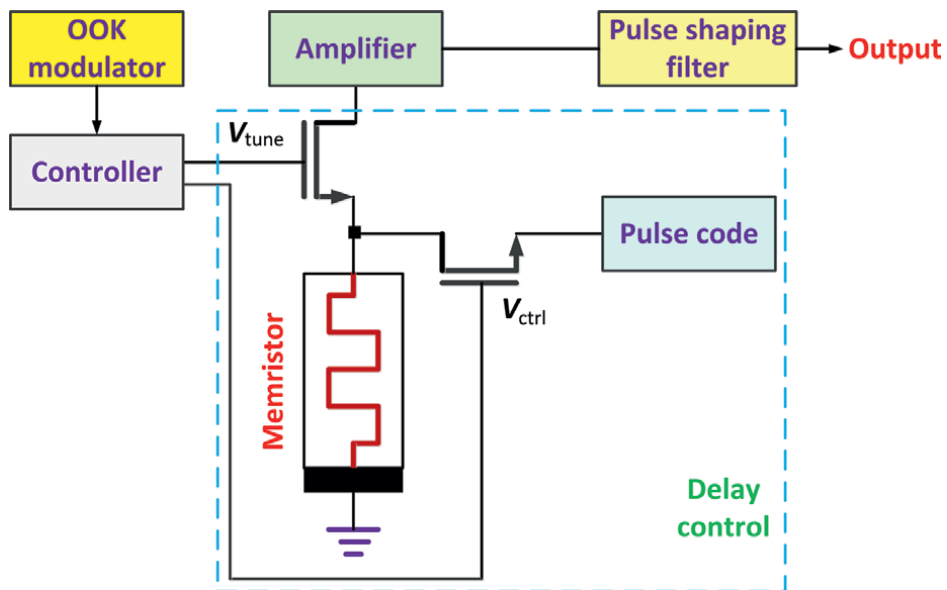 OOK
modulator
Amplifier
Pulse shaping
filter
Output
Controller
Vtune
Pulse code
Vctrl
Memristor
Delay
control